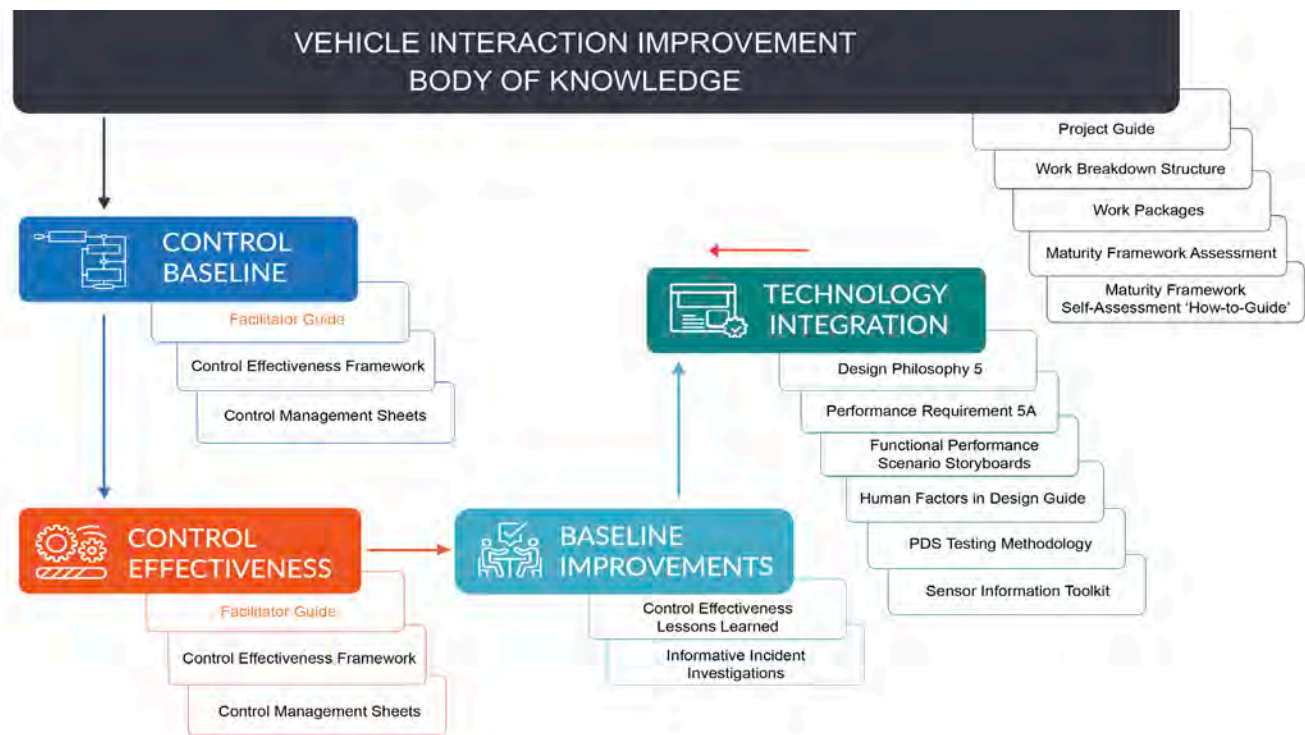 VEHICLE INTERACTION IMPROVEMENT
BODY OF KNOWLEDGE
Project Guide
Work Breakdown Structure
Work Packages
Maturity Framework Assessment
Maturity Framework
Self-Assessment ‘How-to-Guide’
CONTROL
BASELINE
Facilitator Guide
Control Effectiveness Framework
Control Management Sheets
TECHNOLOGY
INTEGRATION
Design Philosophy 5
Performance Requirement 5A
Functional Performance
Scenario Storyboards
Human Factors in Design Guide
PDS Testing Methodology
Sensor Information Toolkit
CONTROL
EFFECTIVENESS
Facilitator Guide
Control Effectiveness Framework
Control Management Sheets
BASELINE
IMPROVEMENTS
Control Effectiveness
Lessons Learned
Informative Incident
Investigations